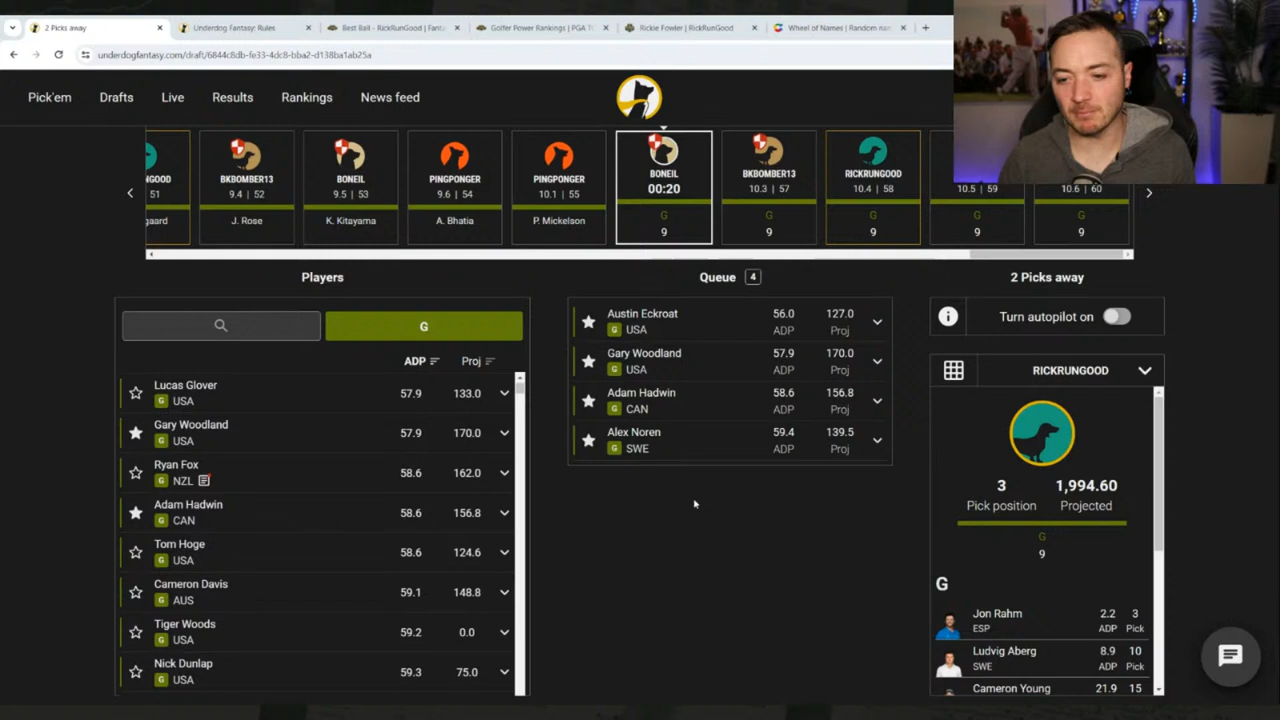 2 Picks away
Underdog Fantasy: Rules
Best Ball - RickRunGood | Fanta
Golfer Power Rankings | PGA T
Rickie Fowler | RickRunGood
Wheel of Names | Random nam
underdogfantasy.com/draft/6844c8db-fe33-4dc8-bba2-d138ba1ab25a
Pick'em
Drafts
Live
Results
Rankings
News feed
NGOOD
51
gaard
BKBOMBER13
9.4 | 52
J. Rose
BONEIL
9.5 | 53
K. Kitayama
PINGPONGER
9.6 | 54
A. Bhatia
PINGPONGER
10.1 | 55
P. Mickelson
BONEIL
00:20
G
9
BKBOMBER13
10.3 | 57
G
9
RICKRUNGOOD
10.4 | 58
G
9
10.5 | 59
G
9
10.6 | 60
G
9
Players
G
ADP
Proj
Lucas Glover
G USA
57.9
133.0
Gary Woodland
G USA
57.9
170.0
Ryan Fox
G NZL
58.6
162.0
Adam Hadwin
G CAN
58.6
156.8
Tom Hoge
G USA
58.6
124.6
Cameron Davis
G AUS
59.1
148.8
Tiger Woods
G USA
59.2
0.0
Nick Dunlap
G USA
59.3
75.0
Queue 4
Austin Eckroat
G USA
56.0
ADP
127.0
Proj
Gary Woodland
G USA
57.9
ADP
170.0
Proj
Adam Hadwin
G CAN
58.6
ADP
156.8
Proj
Alex Noren
G SWE
59.4
ADP
139.5
Proj
2 Picks away
Turn autopilot on
RICKRUNGOOD
3
Pick position
1,994.60
Projected
G
9
G
Jon Rahm
ESP
2.2
ADP
3
Pick
Ludvig Aberg
SWE
8.9
ADP
10
Pick
Cameron Young
21.9
15